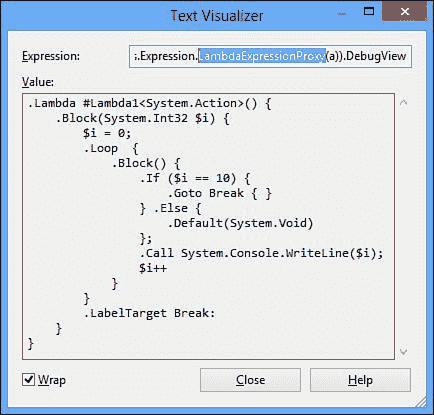 Text Visualizer
Expression: s.Expression.LambdaExpressionProxy(a)).DebugView
Value:
.Lambda #Lambda1<System.Action>() {
    .Block(System.Int32 $i) {
        $i = 0;
        .Loop  {
            .Block() {
                .If ($i == 10) {
                    .Goto Break { }
                } .Else {
                    .Default(System.Void)
                };
                .Call System.Console.WriteLine($i);
                $i++
            }
        }
        .LabelTarget Break:
    }
}
Wrap Close Help